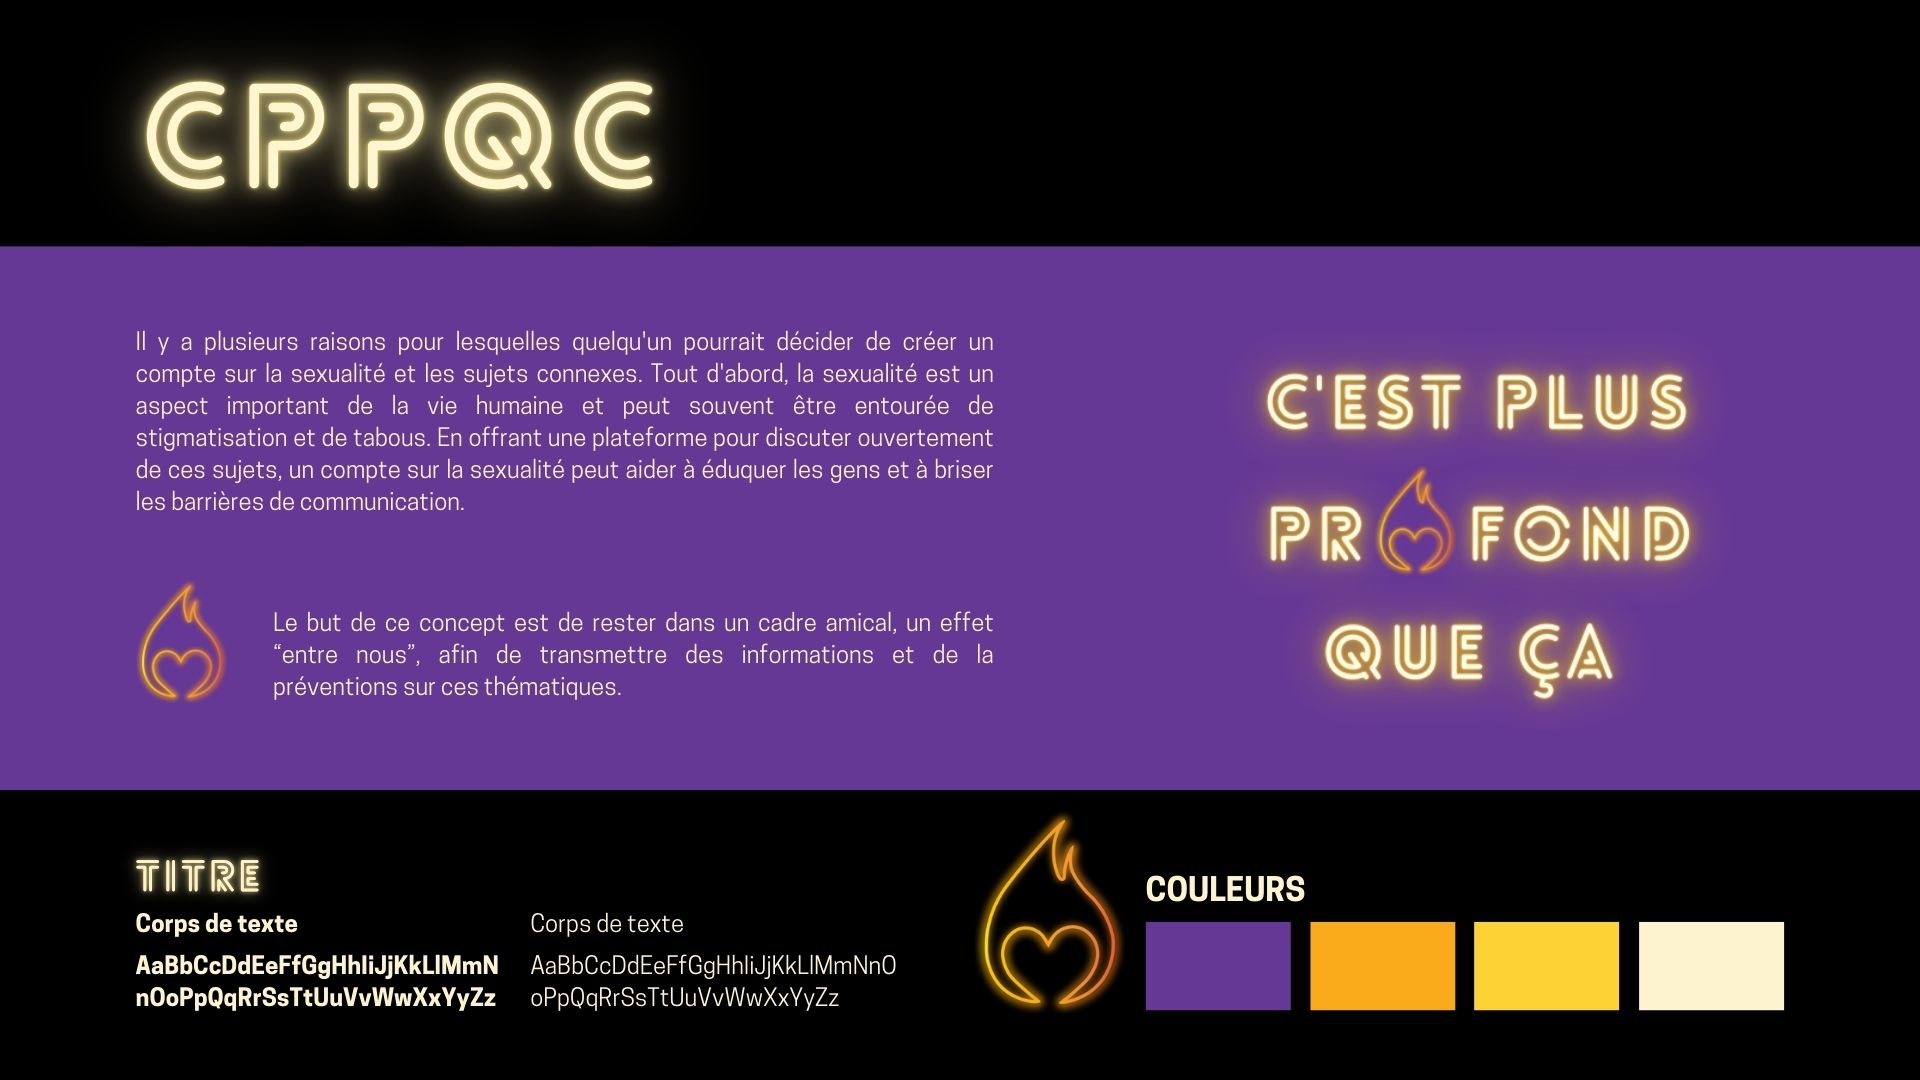 CPPQC
Il y a plusieurs raisons pour lesquelles quelqu'un pourrait décider de créer un
compte sur la sexualité et les sujets connexes. Tout d'abord, la sexualité est un
aspect important de la vie humaine et peut souvent être entourée de
stigmatisation et de tabous. En offrant une plateforme pour discuter ouvertement
de ces sujets, un compte sur la sexualité peut aider à éduquer les gens et à briser
les barrières de communication.
Le but de ce concept est de rester dans un cadre amical, un effet
“entre nous”, afin de transmettre des informations et de la
préventions sur ces thématiques.
C'EST PLUS
PR FOND
QUE ÇA
TITRE
Corps de texte
AaBbCcDdEeFfGgHhIiJjKkLlMmN
nOoPpQqRrSsTtUuVvWwXxYyZz
Corps de texte
AaBbCcDdEeFfGgHhIiJjKkLlMmNnO
oPpQqRrSsTtUuVvWwXxYyZz
COULEURS